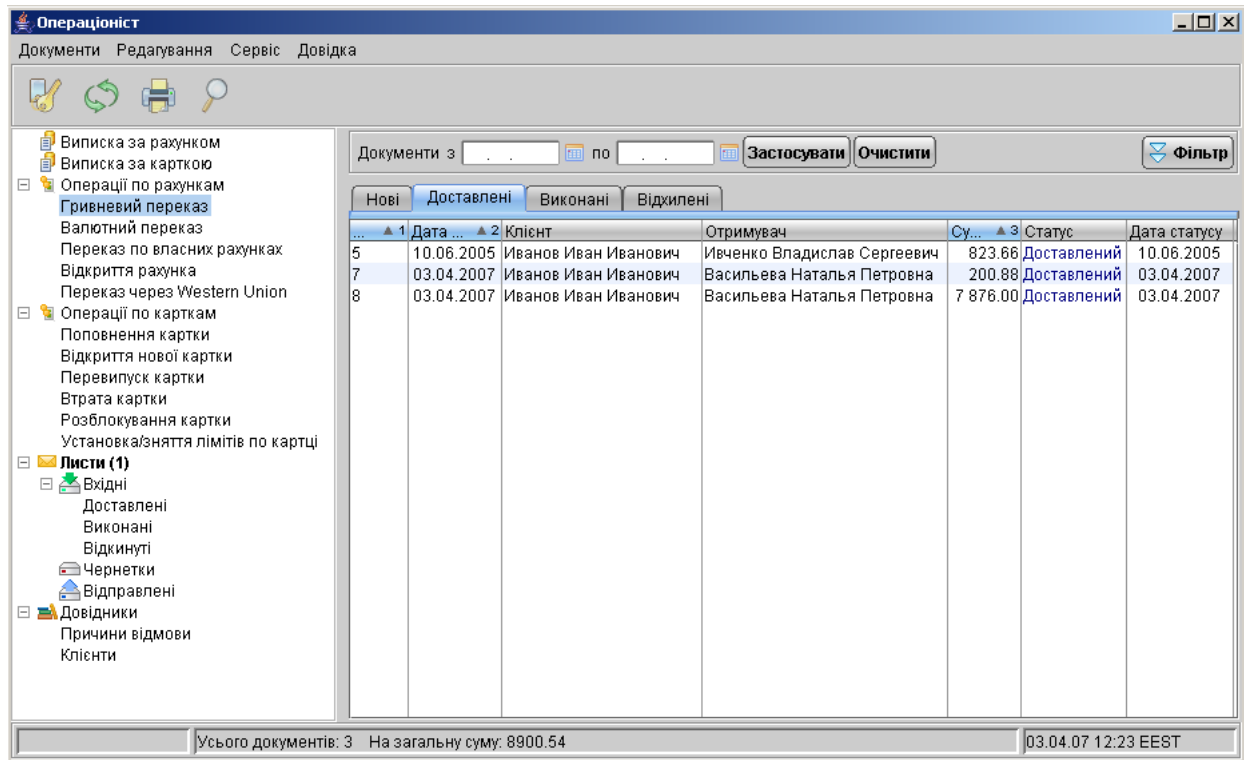 Операціоніст
Документи Редагування Сервіс Довідка
Виписка за рахунком
Виписка за карткою
Операції по рахункам
Гривневий переказ
Валютний переказ
Переказ по власних рахунках
Відкриття рахунка
Переказ через Western Union
Операції по карткам
Поповнення картки
Відкриття нової картки
Перевипуск картки
Втрата картки
Розблокування картки
Установка/зняття лімітів по картці
Листи (1)
Вхідні
Доставлені
Виконані
Відкинуті
Чернетки
Відправлені
Довідники
Причини відмови
Клієнти
Документи з . . по . . Застосувати Очистити Фільтр
Нові Доставлені Виконані Відхилені
... 1 Дата ... 2 Клієнт Отримувач Су... 3 Статус Дата статусу
5 10.06.2005 Иванов Иван Иванович Ивченко Владислав Сергеевич 823.66 Доставлений 10.06.2005
7 03.04.2007 Иванов Иван Иванович Васильева Наталья Петровна 200.88 Доставлений 03.04.2007
8 03.04.2007 Иванов Иван Иванович Васильева Наталья Петровна 7 876.00 Доставлений 03.04.2007
Усього документів: 3 На загальну суму: 8900.54 03.04.07 12:23 EEST